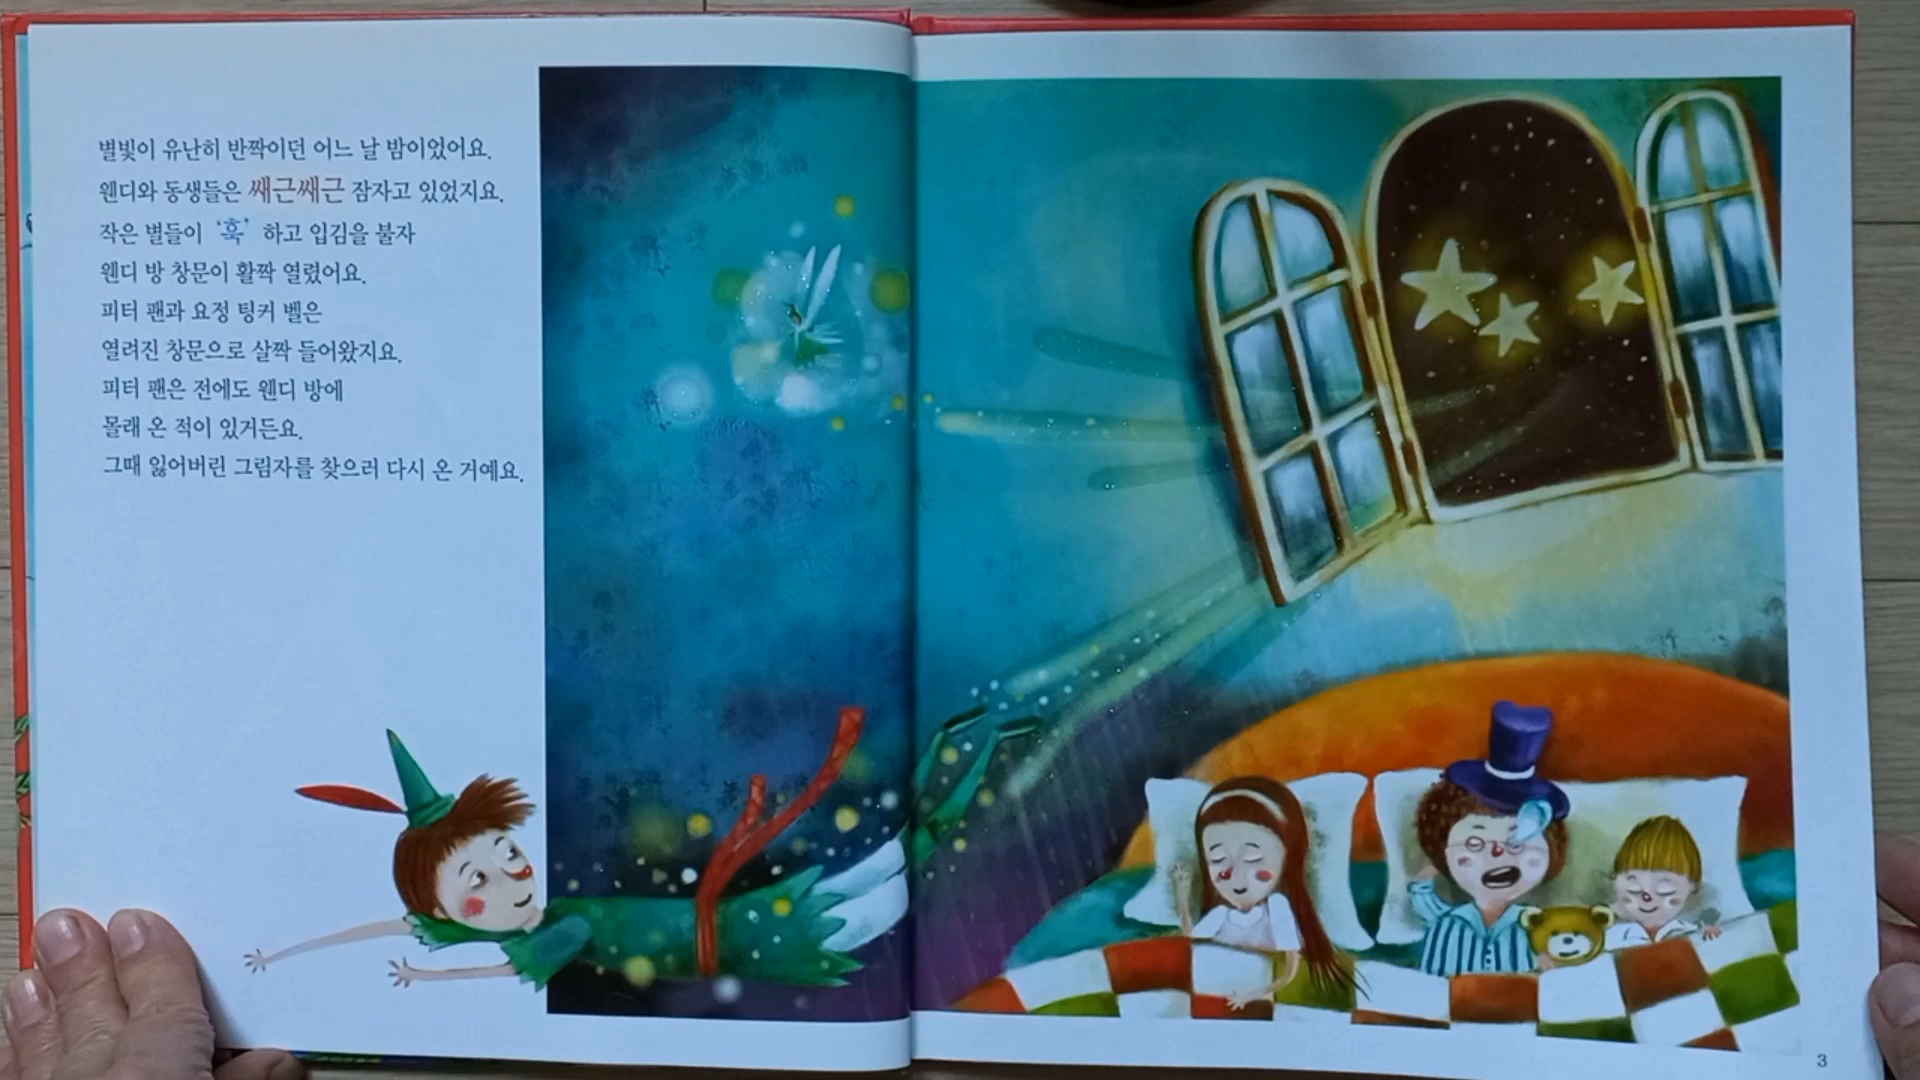 별빛이 유난히 반짝이던 어느 날 밤이었어요.
웬디와 동생들은 쌔근쌔근 잠자고 있었지요.
작은 별들이 ‘훅’ 하고 입김을 불자
웬디 방 창문이 활짝 열렸어요.
피터 팬과 요정 팅커 벨은
열려진 창문으로 살짝 들어왔지요.
피터 팬은 전에도 웬디 방에
몰래 온 적이 있거든요.
그때 잃어버린 그림자를 찾으러 다시 온 거예요.
3